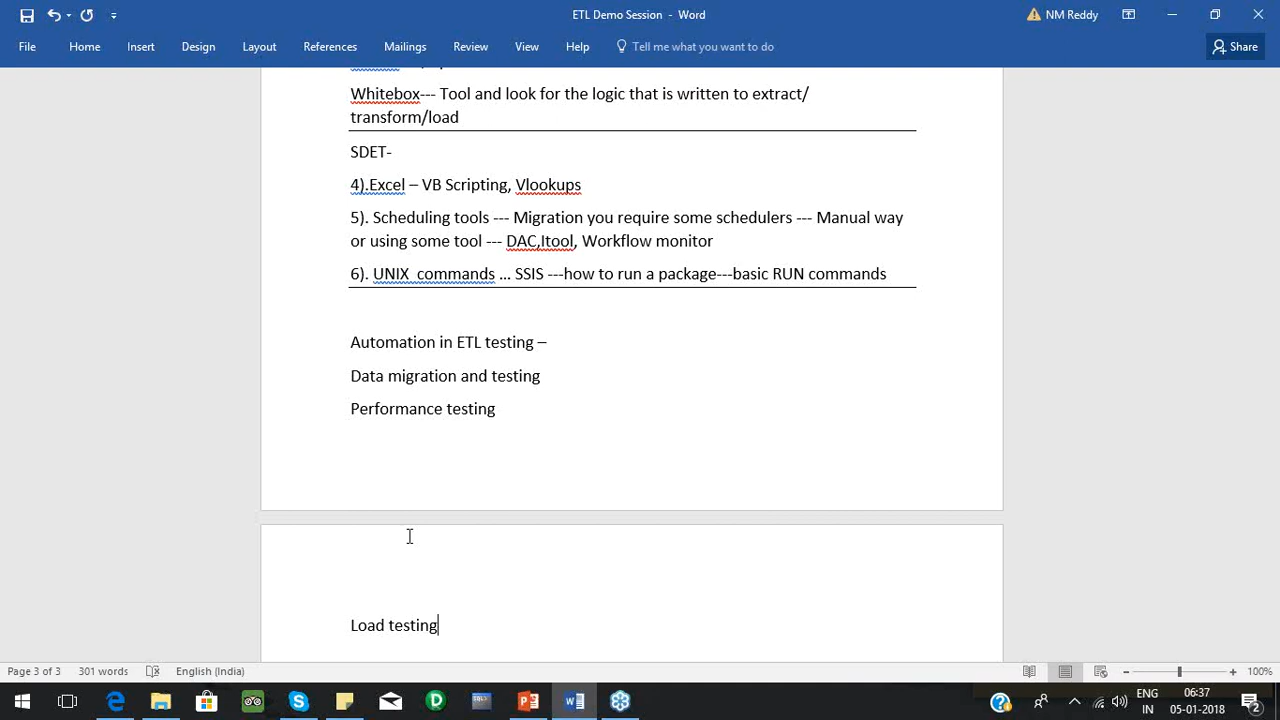 ETL Demo Session - Word
NM Reddy
File Home Insert Design Layout References Mailings Review View Help Tell me what you want to do Share
Whitebox--- Tool and look for the logic that is written to extract/
transform/load
SDET-
4).Excel – VB Scripting, Vlookups
5). Scheduling tools --- Migration you require some schedulers --- Manual way
or using some tool --- DAC,Itool, Workflow monitor
6). UNIX  commands ... SSIS ---how to run a package---basic RUN commands
Automation in ETL testing –
Data migration and testing
Performance testing
Load testing
Page 3 of 3 301 words English (India) 100%
ENG 06:37
IN 05-01-2018 2